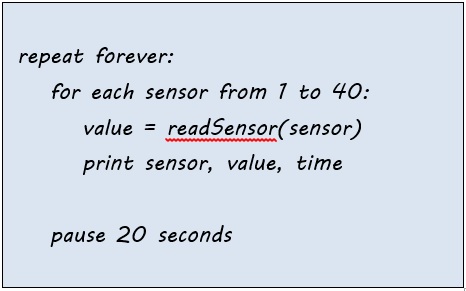 repeat forever:
for each sensor from 1 to 40:
value = readSensor(sensor)
print sensor, value, time
pause 20 seconds